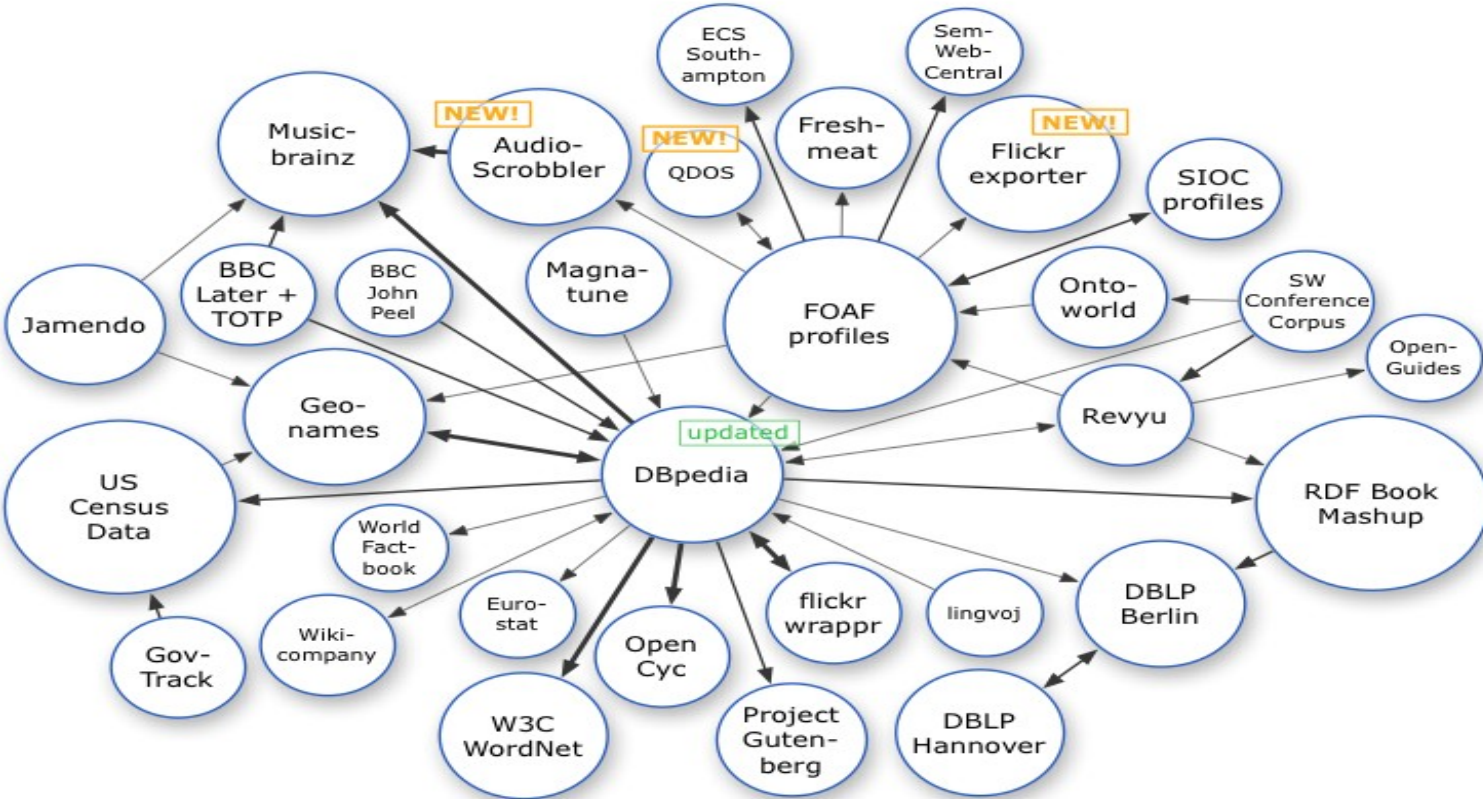 ECS
South-
ampton
Sem-
Web-
Central
NEW!
Music-
brainz
Audio-
Scrobbler
NEW!
QDOS
Fresh-
meat
NEW!
Flickr
exporter
SIOC
profiles
Jamendo
BBC
Later +
TOTP
BBC
John
Peel
Magna-
tune
FOAF
profiles
Onto-
world
SW
Conference
Corpus
Open-
Guides
Geo-
names
Revyu
updated
DBpedia
US
Census
Data
RDF Book
Mashup
World
Fact-
book
Euro-
stat
Wiki-
company
Gov-
Track
Open
Cyc
flickr
wrappr
lingvoj
DBLP
Berlin
W3C
WordNet
Project
Guten-
berg
DBLP
Hannover